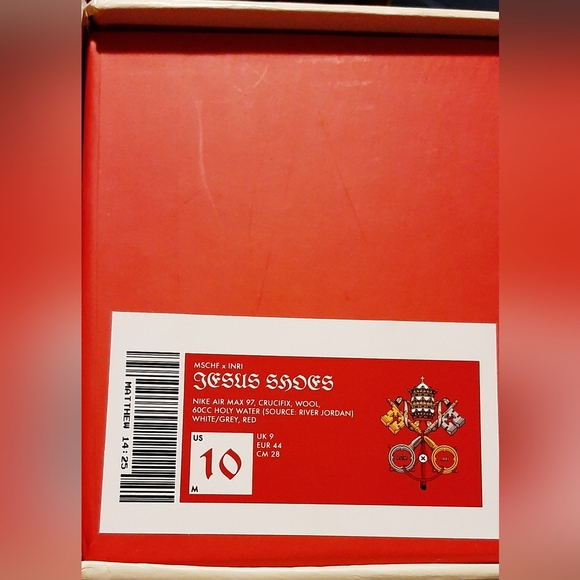 MATTHEW 14:25
MSCHF x INRI
JESUS SHOES
NIKE AIR MAX 97, CRUCIFIX, WOOL,
60CC HOLY WATER (SOURCE: RIVER JORDAN)
WHITE/GREY, RED
US
10
M
UK 9
EUR 44
CM 28